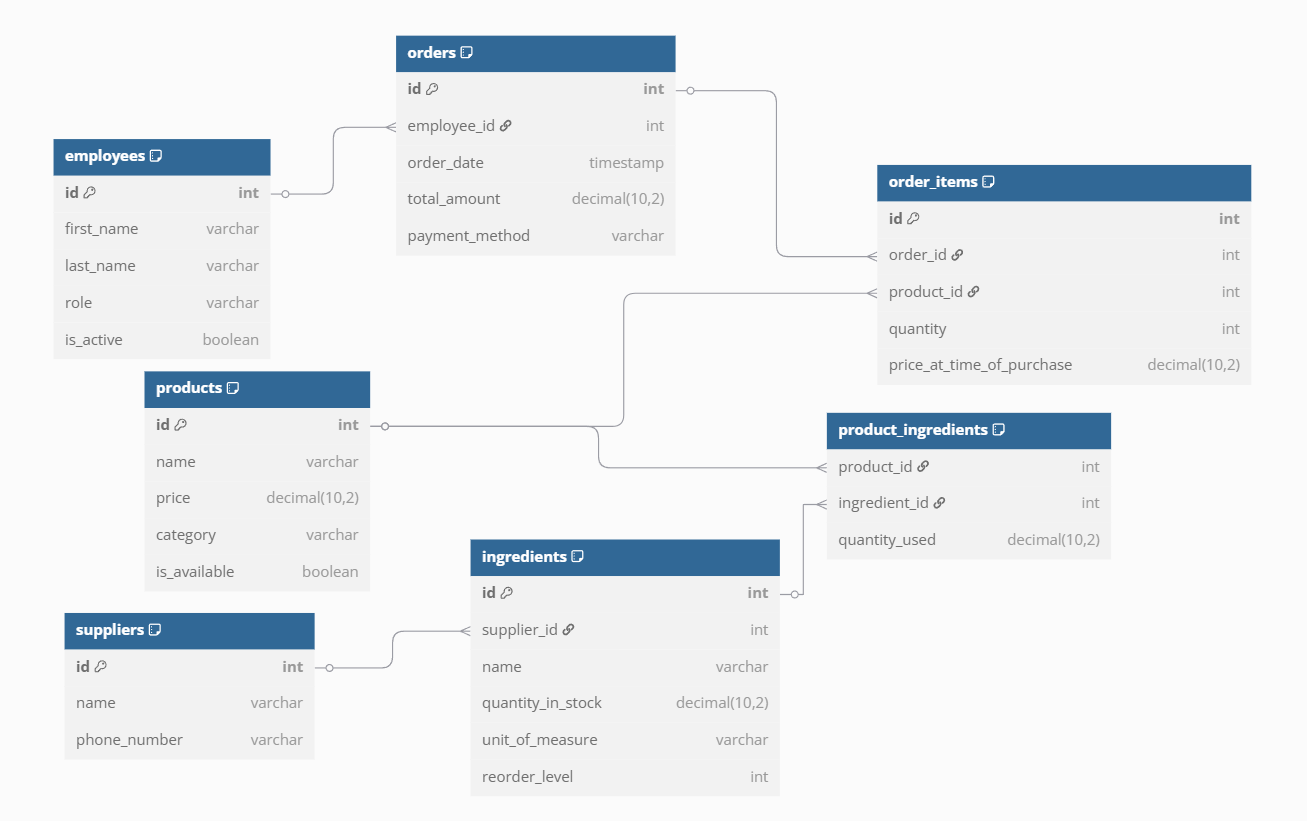 orders
id int
employee_id int
order_date timestamp
total_amount decimal(10,2)
payment_method varchar
employees
id int
first_name varchar
last_name varchar
role varchar
is_active boolean
order_items
id int
order_id int
product_id int
quantity int
price_at_time_of_purchase decimal(10,2)
products
id int
name varchar
price decimal(10,2)
category varchar
is_available boolean
product_ingredients
product_id int
ingredient_id int
quantity_used decimal(10,2)
ingredients
id int
supplier_id int
name varchar
quantity_in_stock decimal(10,2)
unit_of_measure varchar
reorder_level int
suppliers
id int
name varchar
phone_number varchar